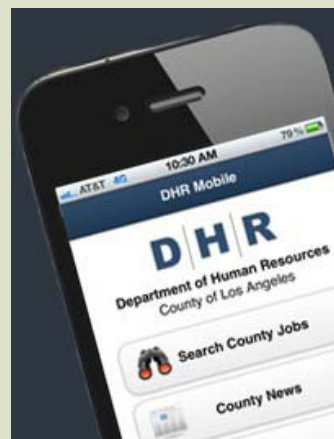 AT&T 4G 10:30 AM 79%
DHR Mobile
D|H|R
Department of Human Resources
County of Los Angeles
Search County Jobs
County News